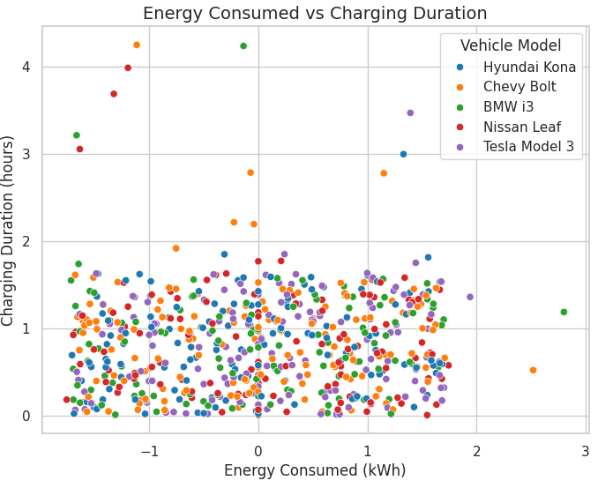 Energy Consumed vs Charging Duration
Vehicle Model
Hyundai Kona
Chevy Bolt
BMW i3
Nissan Leaf
Tesla Model 3
Charging Duration (hours)
4
3
2
1
0
−1
0
1
2
3
Energy Consumed (kWh)